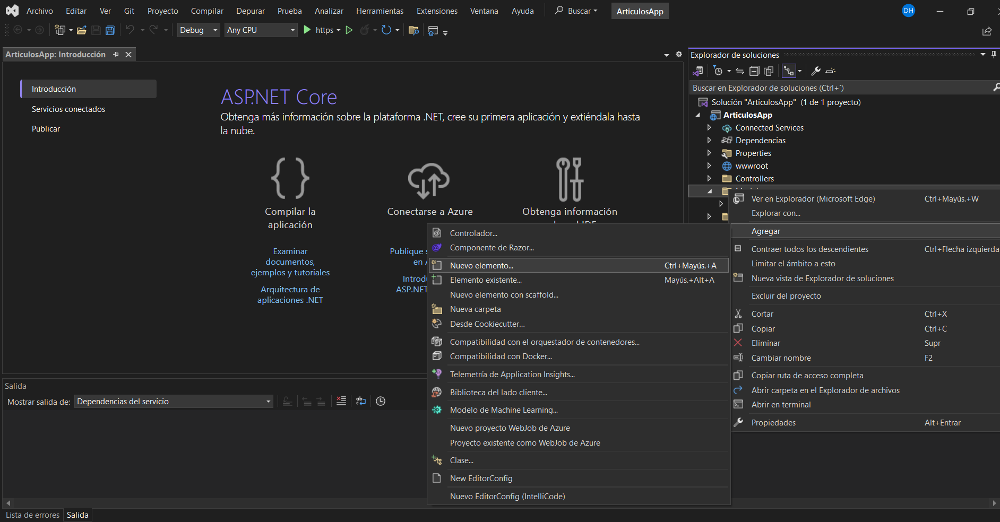 Archivo Editar Ver Git Proyecto Compilar Depurar Prueba Analizar Herramientas Extensiones Ventana Ayuda Buscar ArticulosApp DH
Debug Any CPU https
ArticulosApp: Introducción
Introducción
Servicios conectados
Publicar
ASP.NET Core
Obtenga más información sobre la plataforma .NET, cree su primera aplicación y extiéndala hasta
la nube.
Compilar la
aplicación
Examinar
documentos,
ejemplos y tutoriales
Arquitectura de
aplicaciones .NET
Conectarse a Azure
Publique
en
ASP.NET
Obtenga información
Explorador de soluciones
Buscar en Explorador de soluciones (Ctrl+`)
Solución "ArticulosApp" (1 de 1 proyecto)
ArticulosApp
Connected Services
Dependencias
Properties
wwwroot
Controllers
Ver en Explorador (Microsoft Edge) Ctrl+Mayús.+W
Explorar con...
Agregar
Contraer todos los descendientes Ctrl+Flecha izquierda
Limitar el ámbito a esto
Nueva vista de Explorador de soluciones
Excluir del proyecto
Cortar Ctrl+X
Copiar Ctrl+C
Eliminar Supr
Cambiar nombre F2
Copiar ruta de acceso completa
Abrir carpeta en el Explorador de archivos
Abrir en terminal
Propiedades Alt+Entrar
Controlador...
Componente de Razor...
Nuevo elemento... Ctrl+Mayús.+A
Elemento existente... Mayús.+Alt+A
Nuevo elemento con scaffold...
Nueva carpeta
Desde Cookiecutter...
Compatibilidad con el orquestador de contenedores...
Compatibilidad con Docker...
Telemetría de Application Insights...
Biblioteca del lado cliente...
Modelo de Machine Learning...
Nuevo proyecto WebJob de Azure
Proyecto existente como WebJob de Azure
Clase...
New EditorConfig
Nuevo EditorConfig (IntelliCode)
Salida
Mostrar salida de: Dependencias del servicio
Lista de errores Salida